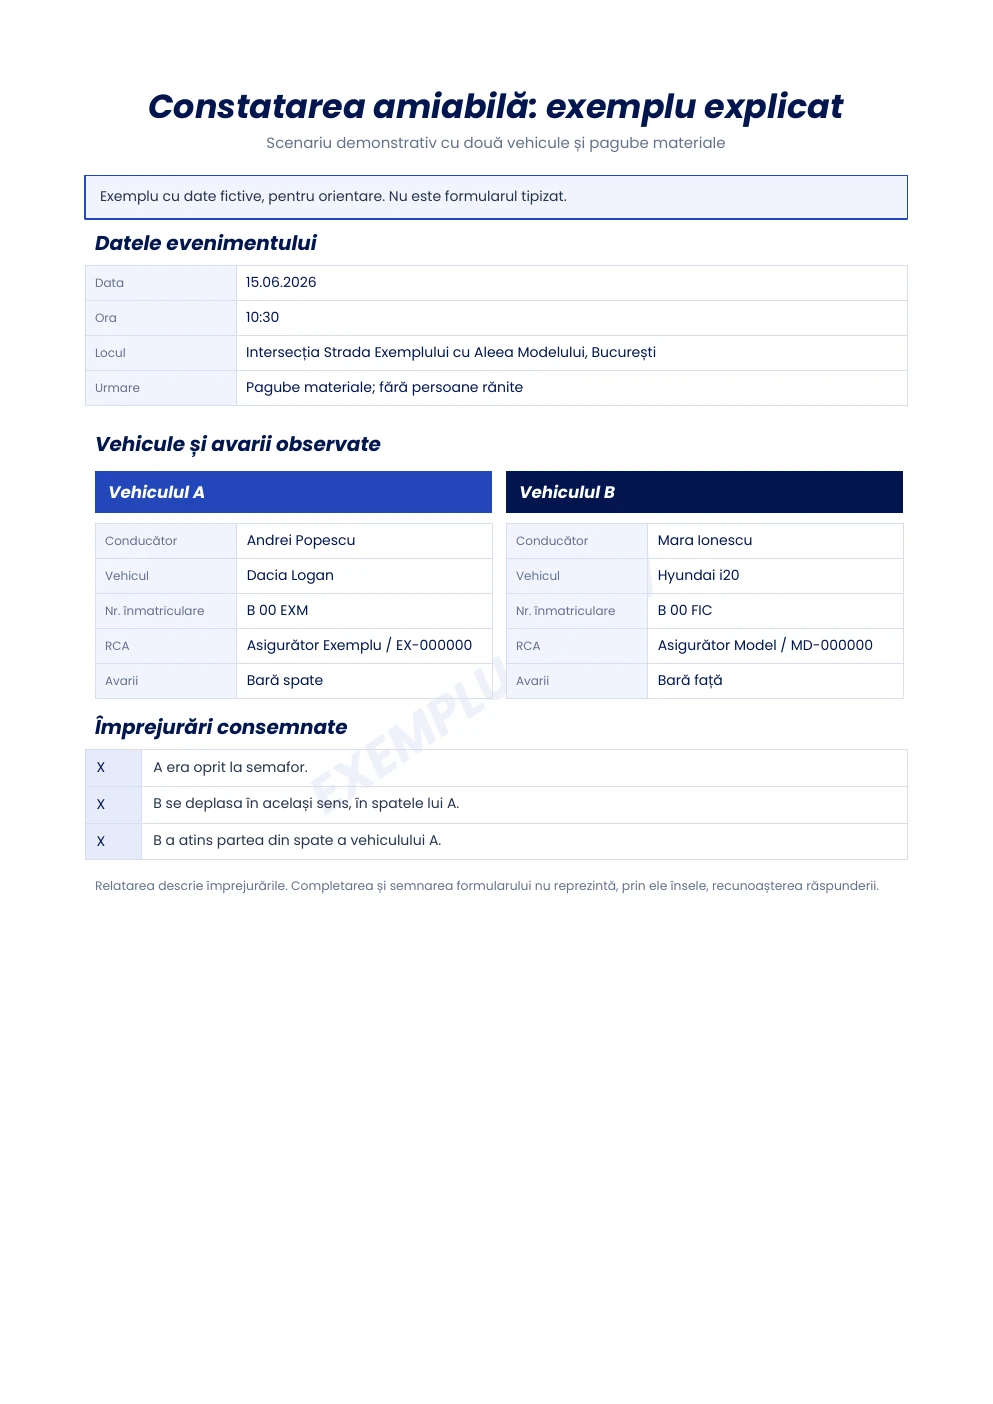 Constatarea amiabilă: exemplu explicat
Scenariu demonstrativ cu două vehicule și pagube materiale
Exemplu cu date fictive, pentru orientare. Nu este formularul tipizat.
Datele evenimentului
Data 15.06.2026
Ora 10:30
Locul Intersecția Strada Exemplului cu Aleea Modelului, București
Urmare Pagube materiale; fără persoane rănite
Vehicule și avarii observate
Vehiculul A
Conducător Andrei Popescu
Vehicul Dacia Logan
Nr. înmatriculare B 00 EXM
RCA Asigurător Exemplu / EX-000000
Avarii Bară spate
Vehiculul B
Conducător Mara Ionescu
Vehicul Hyundai i20
Nr. înmatriculare B 00 FIC
RCA Asigurător Model / MD-000000
Avarii Bară față
EXEMPLU
Împrejurări consemnate
X A era oprit la semafor.
X B se deplasa în același sens, în spatele lui A.
X B a atins partea din spate a vehiculului A.
Relatarea descrie împrejurările. Completarea și semnarea formularului nu reprezintă, prin ele însele, recunoașterea răspunderii.